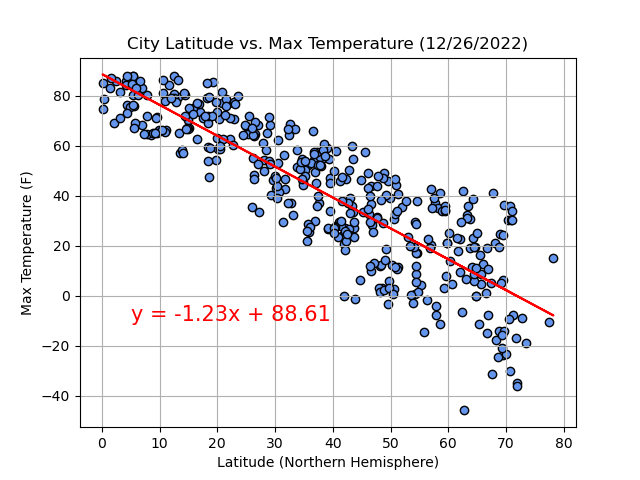 City Latitude vs. Max Temperature (12/26/2022)
Max Temperature (F)
80
60
40
20
0
−20
−40
y = -1.23x + 88.61
0 10 20 30 40 50 60 70 80
Latitude (Northern Hemisphere)